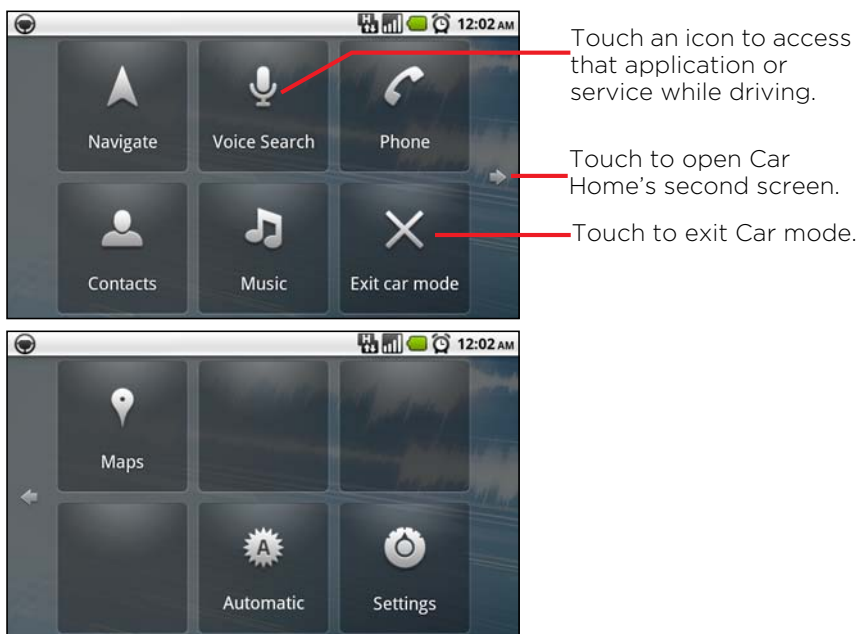 12:02 AM
Navigate
Voice Search
Phone
Contacts
Music
Exit car mode
Touch an icon to access
that application or
service while driving.
Touch to open Car
Home’s second screen.
Touch to exit Car mode.
H
12:02 AM
Maps
A
Automatic
Settings
H